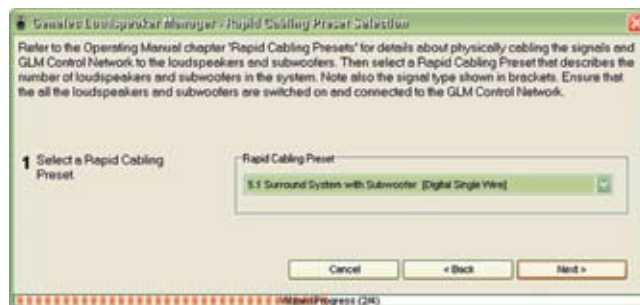 Genelec Loudspeaker Manager - Rapid Cabling Preset Selection
Refer to the Operating Manual chapter 'Rapid Cabling Presets' for details about physically cabling the signals and
GLM Control Network to the loudspeakers and subwoofers. Then select a Rapid Cabling Preset that describes the
number of loudspeakers and subwoofers in the system. Note also the signal type shown in brackets. Ensure that
the all the loudspeakers and subwoofers are switched on and connected to the GLM Control Network.
Rapid Cabling Preset
1 Select a Rapid Cabling
Preset
5.1 Surround System with Subwoofer [Digital Single Wire]
Cancel
< Back
Next >
Wizard Progress (2/4)